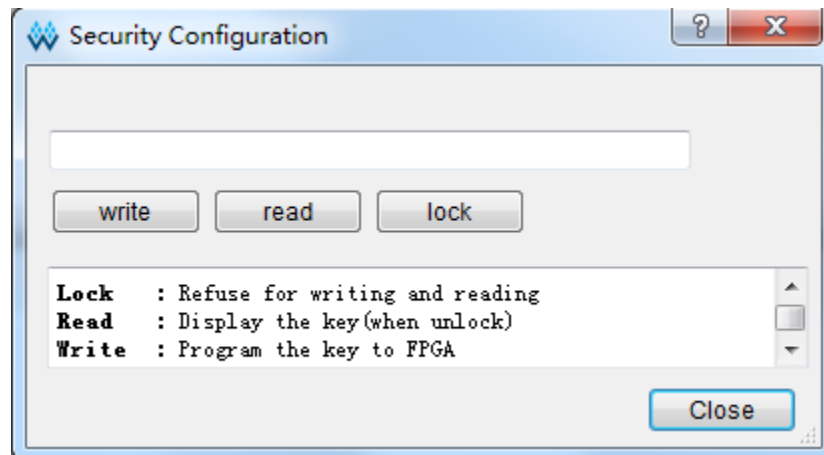 Security Configuration
write read lock
Lock : Refuse for writing and reading
Read : Display the key(when unlock)
Write : Program the key to FPGA
Close